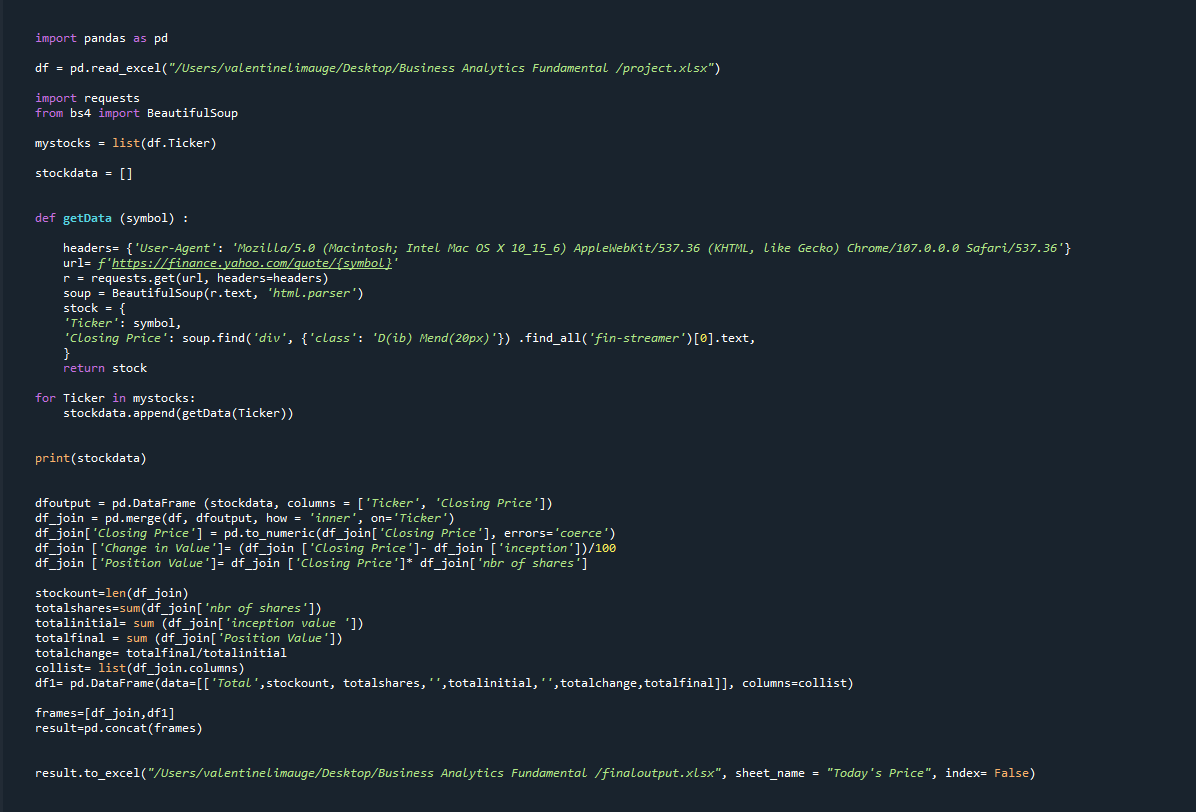 import pandas as pd
df = pd.read_excel("/Users/valentinelimauge/Desktop/Business Analytics Fundamental /project.xlsx")
import requests
from bs4 import BeautifulSoup
mystocks = list(df.Ticker)
stockdata = []
def getData (symbol) :
headers= {'User-Agent': 'Mozilla/5.0 (Macintosh; Intel Mac OS X 10_15_6) AppleWebKit/537.36 (KHTML, like Gecko) Chrome/107.0.0.0 Safari/537.36'}
url= f'https://finance.yahoo.com/quote/{symbol}'
r = requests.get(url, headers=headers)
soup = BeautifulSoup(r.text, 'html.parser')
stock = {
'Ticker': symbol,
'Closing Price': soup.find('div', {'class': 'D(ib) Mend(20px)'}) .find_all('fin-streamer')[0].text,
}
return stock
for Ticker in mystocks:
stockdata.append(getData(Ticker))
print(stockdata)
dfoutput = pd.DataFrame (stockdata, columns = ['Ticker', 'Closing Price'])
df_join = pd.merge(df, dfoutput, how = 'inner', on='Ticker')
df_join['Closing Price'] = pd.to_numeric(df_join['Closing Price'], errors='coerce')
df_join ['Change in Value']= (df_join ['Closing Price']- df_join ['inception'])/100
df_join ['Position Value']= df_join ['Closing Price']* df_join['nbr of shares']
stockount=len(df_join)
totalshares=sum(df_join['nbr of shares'])
totalinitial= sum (df_join['inception value '])
totalfinal = sum (df_join['Position Value'])
totalchange= totalfinal/totalinitial
collist= list(df_join.columns)
df1= pd.DataFrame(data=[['Total',stockount, totalshares,'',totalinitial,'',totalchange,totalfinal]], columns=collist)
frames=[df_join,df1]
result=pd.concat(frames)
result.to_excel("/Users/valentinelimauge/Desktop/Business Analytics Fundamental /finaloutput.xlsx", sheet_name = "Today's Price", index= False)